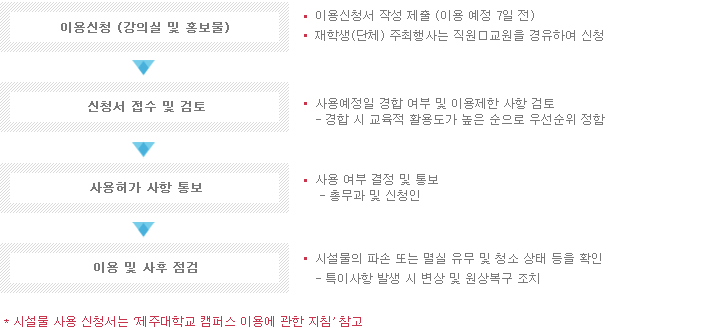 이용신청 (강의실 및 홍보물)
이용신청서 작성 제출 (이용 예정 7일 전)
재학생(단체) 주최행사는 직원□교원을 경유하여 신청
신청서 접수 및 검토
사용예정일 경합 여부 및 이용제한 사항 검토
- 경합 시 교육적 활용도가 높은 순으로 우선순위 정함
사용허가 사항 통보
사용 여부 결정 및 통보
- 총무과 및 신청인
이용 및 사후 점검
시설물의 파손 또는 멸실 유무 및 청소 상태 등을 확인
- 특이사항 발생 시 변상 및 원상복구 조치
* 시설물 사용 신청서는 '제주대학교 캠퍼스 이용에 관한 지침' 참고